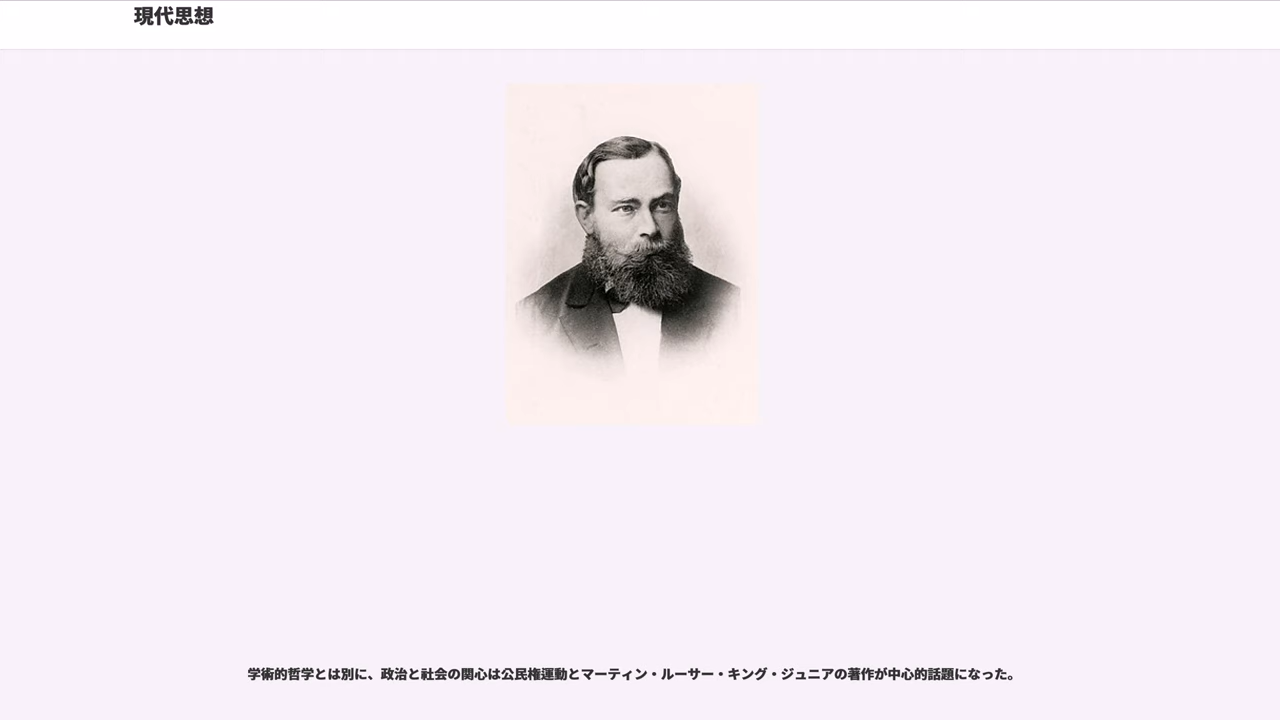 現代思想
学術的哲学とは別に、政治と社会の関心は公民権運動とマーティン・ルーサー・キング・ジュニアの著作が中心的話題になった。